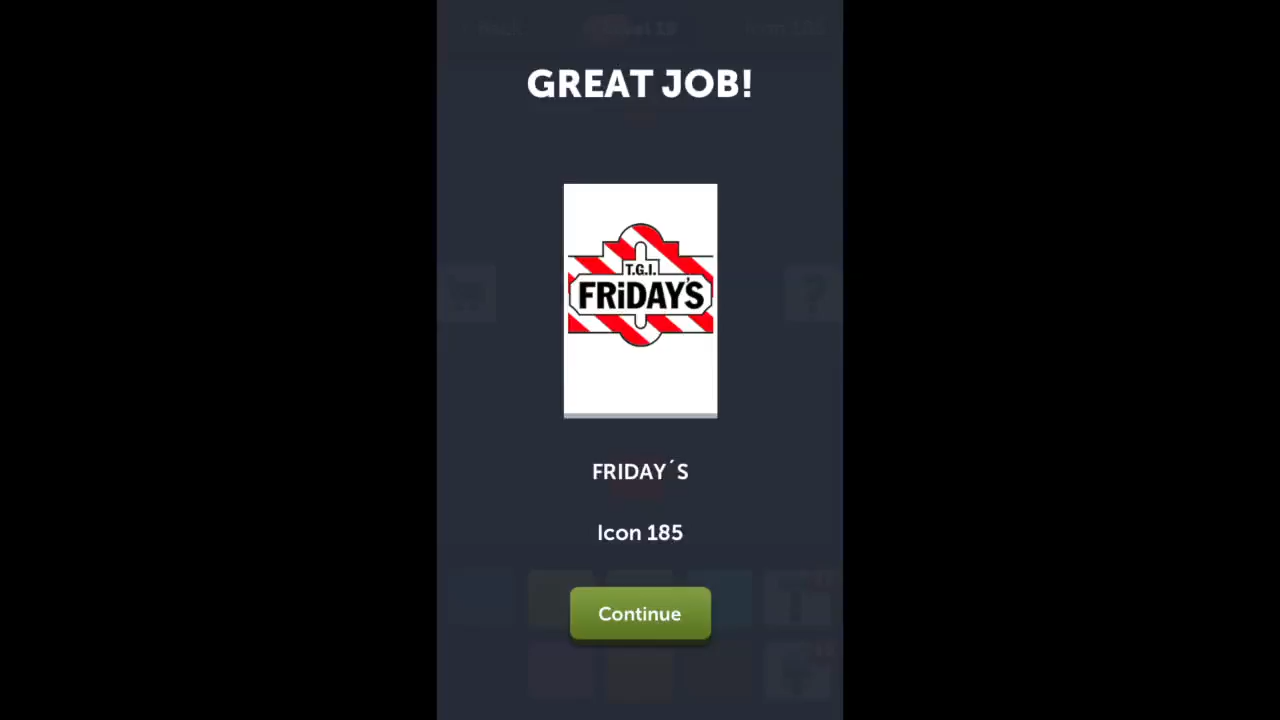 GREAT JOB!
T.G.I.
FRiDAY'S
FRIDAY´S
Icon 185
Continue